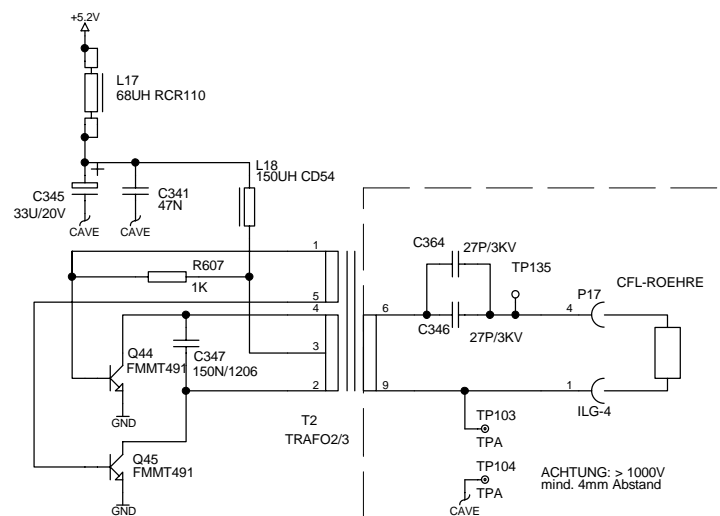 +5.2V
L17
68UH RCR110
L18
150UH CD54
C345
33U/20V
C341
47N
CAVE
CAVE
R607
1K
1
5
4
3
2
6
9
C364
27P/3KV
TP135
P17
CFL-ROEHRE
C346
27P/3KV
4
Q44
FMMT491
C347
150N/1206
GND
T2
TRAFO2/3
1
ILG-4
TP103
TPA
Q45
FMMT491
GND
TP104
TPA
CAVE
ACHTUNG: > 1000V
mind. 4mm Abstand